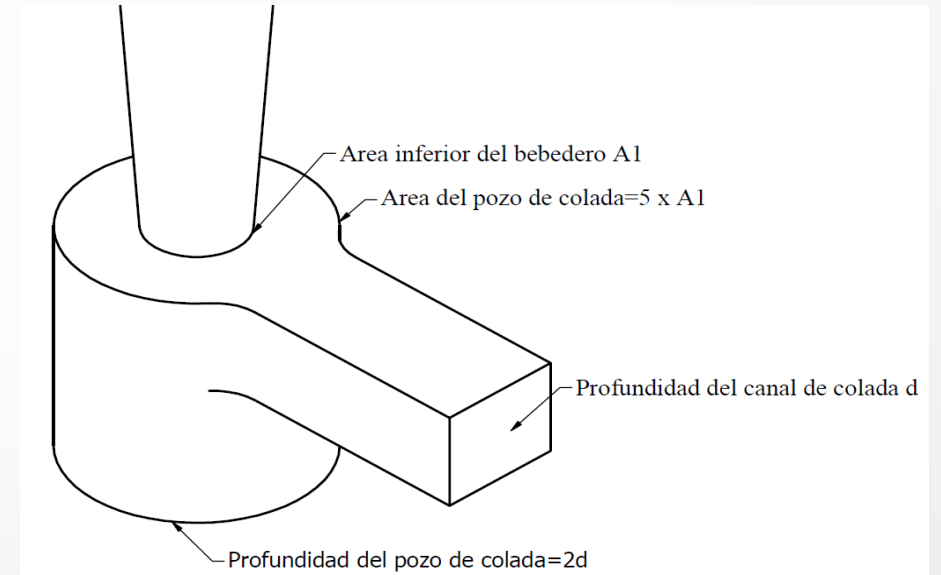 Area inferior del bebedero A1
Area del pozo de colada=5 x A1
Profundidad del canal de colada d
Profundidad del pozo de colada=2d